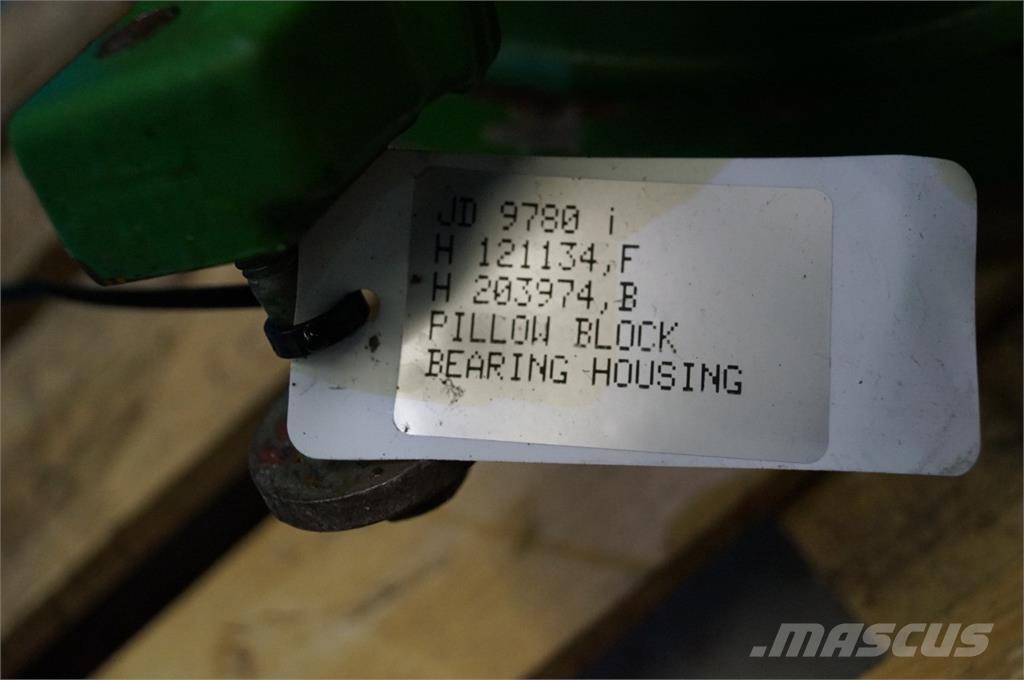 JD 9780 i
H 121134,F
H 203974,B
PILLOW BLOCK
BEARING HOUSING
.MASCUS